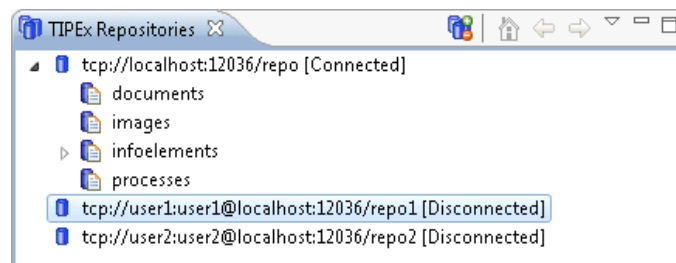 TIPEx Repositories
tcp://localhost:12036/repo [Connected]
documents
images
infoelements
processes
tcp://user1:user1@localhost:12036/repo1 [Disconnected]
tcp://user2:user2@localhost:12036/repo2 [Disconnected]